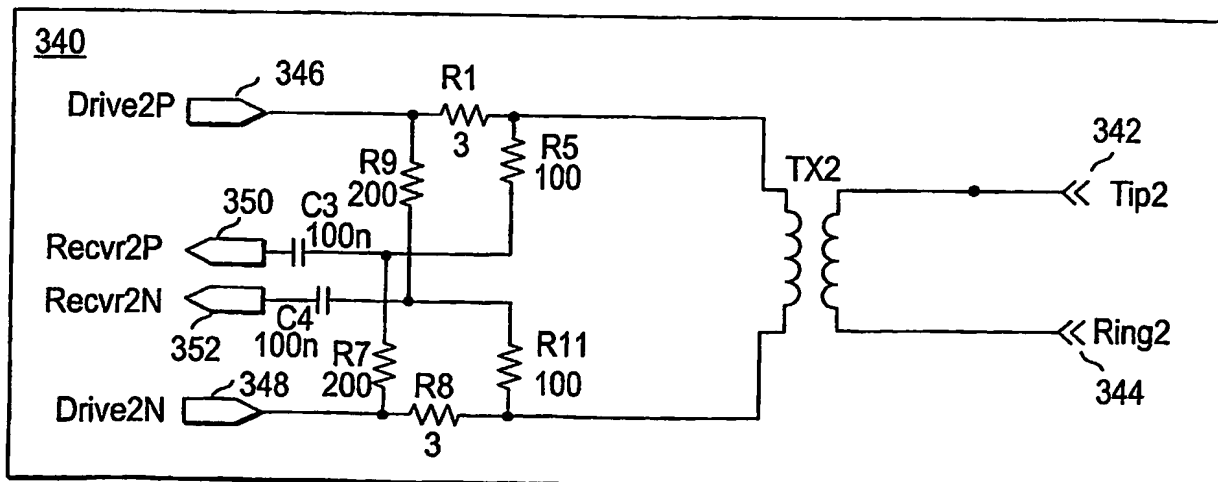 340
346
Drive2P
R1
3
R5
100
R9
200
TX2
342
Tip2
350
C3
100n
Recvr2P
Recvr2N
352
C4
100n
R7
200
R11
100
Ring2
344
348
R8
3
Drive2N